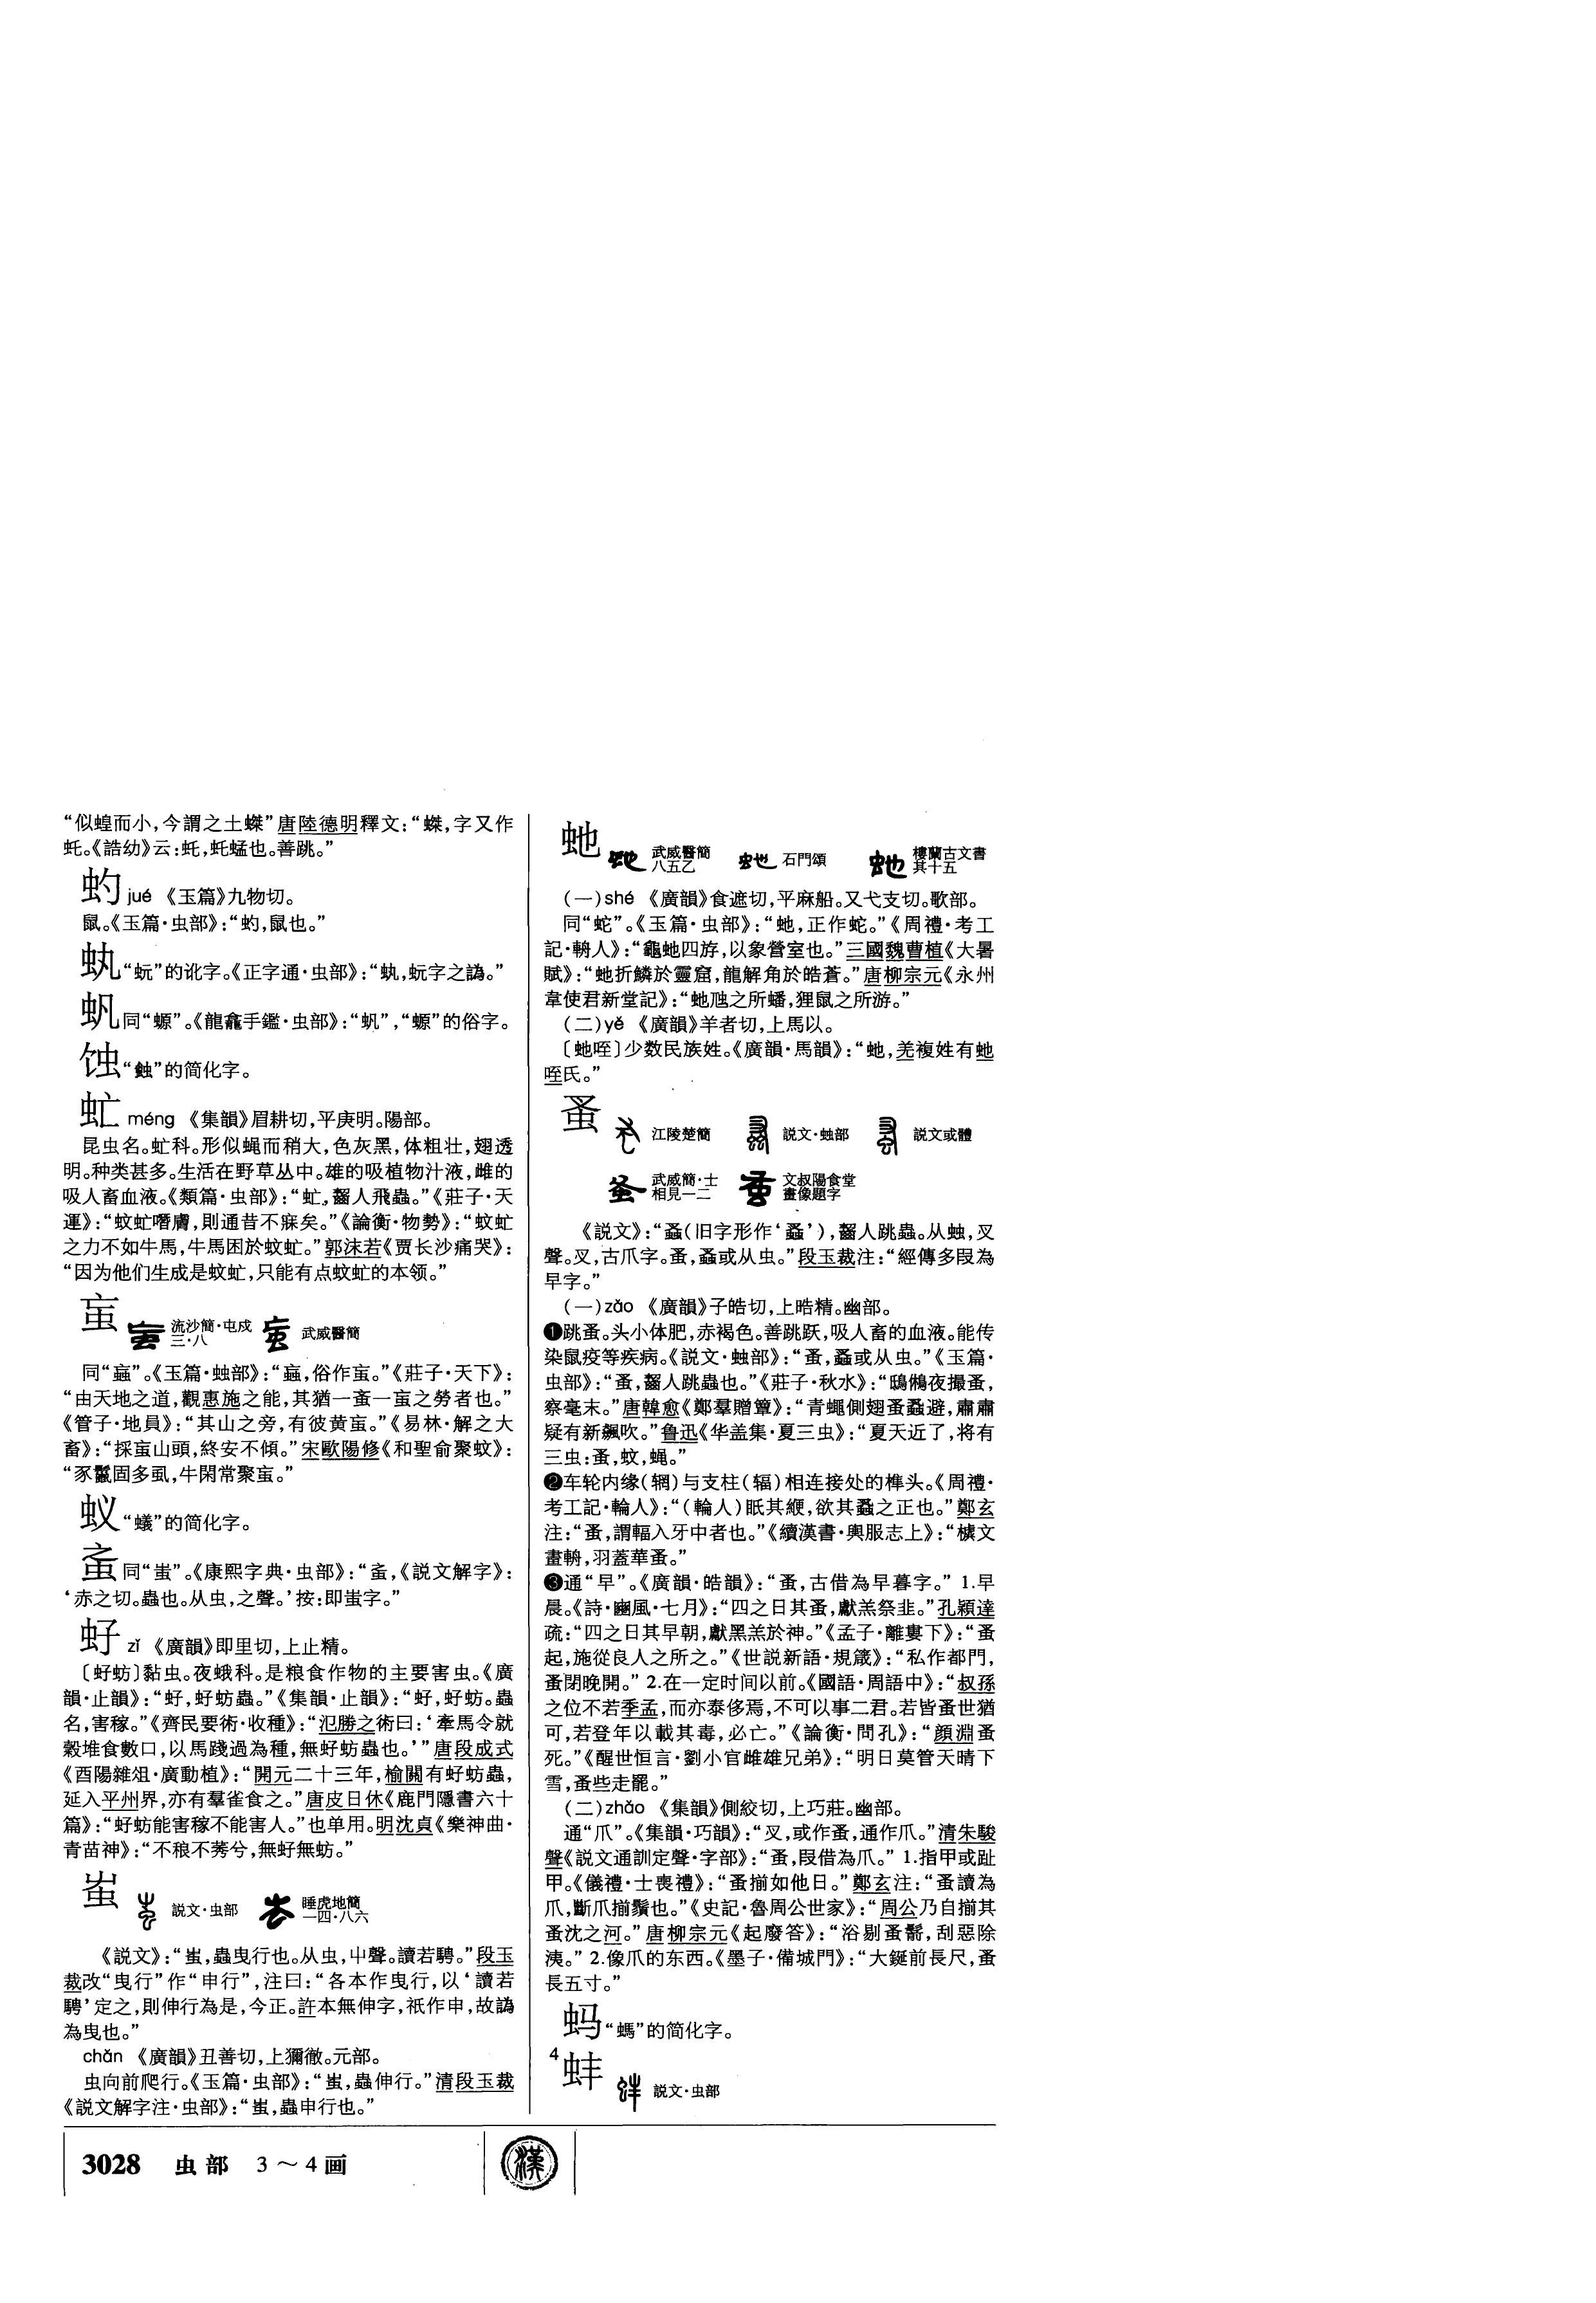 “似蝗而小，今謂之土𧎢”唐陸德明釋文：“𧎢，字又作
虴。《誥幼》云：虴，虴蜢也。善跳。”
虳 jué 《玉篇》九物切。
鼠。《玉篇·虫部》：“虳，鼠也。”
“蚖”的讹字。《正字通·虫部》：“，蚖字之譌。”
同“螈”。《龍龕手鑑·虫部》：“，“螈”的俗字。
蚀“蝕”的简化字。
虻 méng 《集韻》眉耕切，平庚明。陽部。
昆虫名。虻科。形似蝇而稍大，色灰黑，体粗壮，翅透
明。种类甚多。生活在野草丛中。雄的吸植物汁液，雌的
吸人畜血液。《類篇·虫部》：“虻，齧人飛蟲。”《莊子·天
運》：“蚊虻噆膚，則通昔不寐矣。”《論衡·物勢》：“蚊虻
之力不如牛馬，牛馬困於蚊虻。”郭沫若《贾长沙痛哭》：
“因为他们生成是蚊虻，只能有点蚊虻的本领。”
䖟 流沙簡·屯戍 三·八 武威醫簡
同“蝱”。《玉篇·䖵部》：“蝱，俗作䖟。”《莊子·天下》：
“由天地之道，觀惠施之能，其猶一蚉一䖟之勞者也。”
《管子·地員》：“其山之旁，有彼黄䖟。”《易林·解之大
畜》：“採䖟山頭，終安不傾。”宋歐陽修《和聖俞聚蚊》：
“豕鬣固多虱，牛閑常聚䖟。”
蚁“蟻”的简化字。
同“蚩”。《康熙字典·虫部》：“，《説文解字》：
‘赤之切。蟲也。从虫，之聲。’按：即蚩字。”
虸 zǐ 《廣韻》即里切，上止精。
〔虸蚄〕黏虫。夜蛾科。是粮食作物的主要害虫。《廣
韻·止韻》：“虸，虸蚄蟲。”《集韻·止韻》：“虸，虸蚄。蟲
名，害稼。”《齊民要術·收種》：“氾勝之術曰：‘牽馬令就
穀堆食數口，以馬踐過為種，無虸蚄蟲也。’”唐段成式
《酉陽雜俎·廣動植》：“開元二十三年，榆關有虸蚄蟲，
延入平州界，亦有羣雀食之。”唐皮日休《鹿門隱書六十
篇》：“虸蚄能害稼不能害人。”也单用。明沈貞《樂神曲·
青苗神》：“不稂不莠兮，無虸無蚄。”
蚩 説文·虫部 睡虎地簡 一四·八六
《説文》：“蚩，蟲曳行也。从虫，屮聲。讀若騁。”段玉
裁改“曳行”作“申行”，注曰：“各本作曳行，以‘讀若
騁’定之，則伸行為是，今正。許本無伸字，衹作申，故譌
為曳也。”
chǎn 《廣韻》丑善切，上獮徹。元部。
虫向前爬行。《玉篇·虫部》：“蚩，蟲伸行。”清段玉裁
《説文解字注·虫部》：“蚩，蟲申行也。”
虵 武威醫簡 八五乙 石門頌 樓蘭古文書 其十五
（一）shé 《廣韻》食遮切，平麻船。又弋支切。歌部。
同“蛇”。《玉篇·虫部》：“虵，正作蛇。”《周禮·考工
記·輈人》：“龜虵四斿，以象營室也。”三國魏曹植《大暑
賦》：“虵折鱗於靈窟，龍解角於皓蒼。”唐柳宗元《永州
韋使君新堂記》：“虵虺之所蟠，狸鼠之所游。”
（二）yě 《廣韻》羊者切，上馬以。
〔虵咥〕少数民族姓。《廣韻·馬韻》：“虵，羌複姓有虵
咥氏。”
蚤 江陵楚簡 説文·䖵部 説文或體
武威簡·士 相見一二 文叔陽食堂 畫像題字
《説文》：“䗢（旧字形作‘䗢’），齧人跳蟲。从䖵，叉
聲。叉，古爪字。蚤，䗢或从虫。”段玉裁注：“經傳多叚為
早字。”
（一）zǎo 《廣韻》子皓切，上晧精。幽部。
❶跳蚤。头小体肥，赤褐色。善跳跃，吸人畜的血液。能传
染鼠疫等疾病。《説文·䖵部》：“蚤，䗢或从虫。”《玉篇·
虫部》：“蚤，齧人跳蟲也。”《莊子·秋水》：“鴟鵂夜撮蚤，
察毫末。”唐韓愈《鄭羣贈簟》：“青蠅側翅蚤蝨避，肅肅
疑有新飆吹。”鲁迅《华盖集·夏三虫》：“夏天近了，将有
三虫：蚤，蚊，蝇。”
❷车轮内缘（辋）与支柱（辐）相连接处的榫头。《周禮·
考工記·輪人》：“（輪人）眂其綆，欲其蚤之正也。”鄭玄
注：“蚤，謂輻入牙中者也。”《續漢書·輿服志上》：“樚文
畫輈，羽蓋華蚤。”
❸通“早”。《廣韻·皓韻》：“蚤，古借為早暮字。” 1.早
晨。《詩·豳風·七月》：“四之日其蚤，獻羔祭韭。”孔穎達
疏：“四之日其早朝，獻黑羔於神。”《孟子·離婁下》：“蚤
起，施從良人之所之。”《世説新語·規箴》：“私作都門，
蚤閉晚開。” 2.在一定时间以前。《國語·周語中》：“叔孫
之位不若季孟，而亦泰侈焉，不可以事二君。若皆蚤世猶
可，若登年以載其毒，必亡。”《論衡·問孔》：“顔淵蚤
死。”《醒世恒言·劉小官雌雄兄弟》：“明日莫管天晴下
雪，蚤些走罷。”
（二）zhǎo 《集韻》側絞切，上巧莊。幽部。
通“爪”。《集韻·巧韻》：“叉，或作蚤，通作爪。”清朱駿
聲《説文通訓定聲·孚部》：“蚤，叚借為爪。” 1.指甲或趾
甲。《儀禮·士喪禮》：“蚤揃如他日。”鄭玄注：“蚤讀為
爪，斷爪揃鬚也。”《史記·魯周公世家》：“周公乃自揃其
蚤沈之河。”唐柳宗元《起廢答》：“浴剔蚤鬋，刮惡除
洟。” 2.像爪的东西。《墨子·備城門》：“大鋋前長尺，蚤
長五寸。”
蚂“螞”的简化字。
4
蚌 説文·虫部
3028 虫部 3～4画
漢